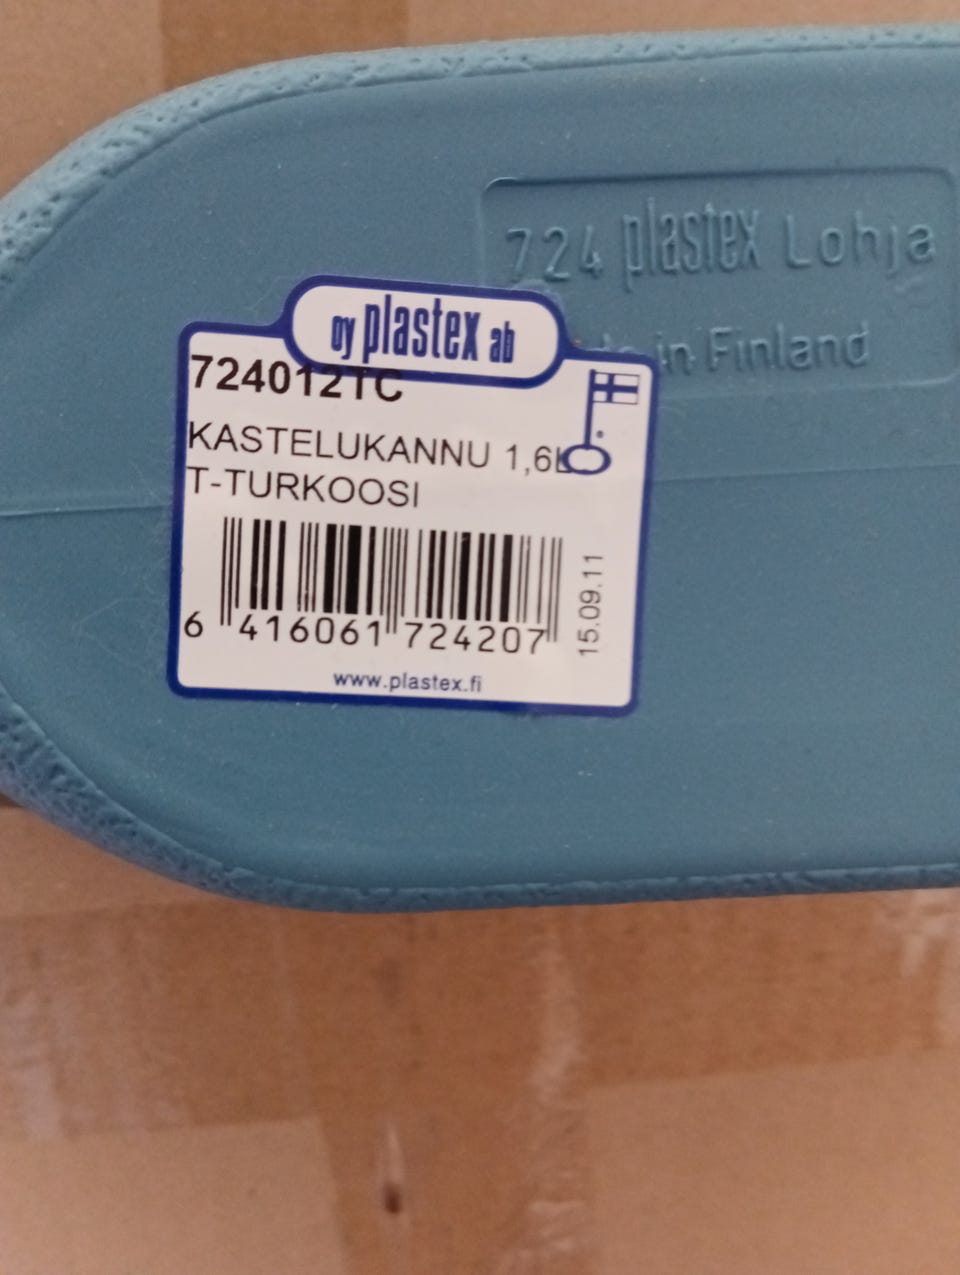 724 plastex Lohja
in Finland
oy plastex ab
724012TC
KASTELUKANNU 1,6L
T-TURKOOSI
6 416061 724207
15.09.11
www.plastex.fi